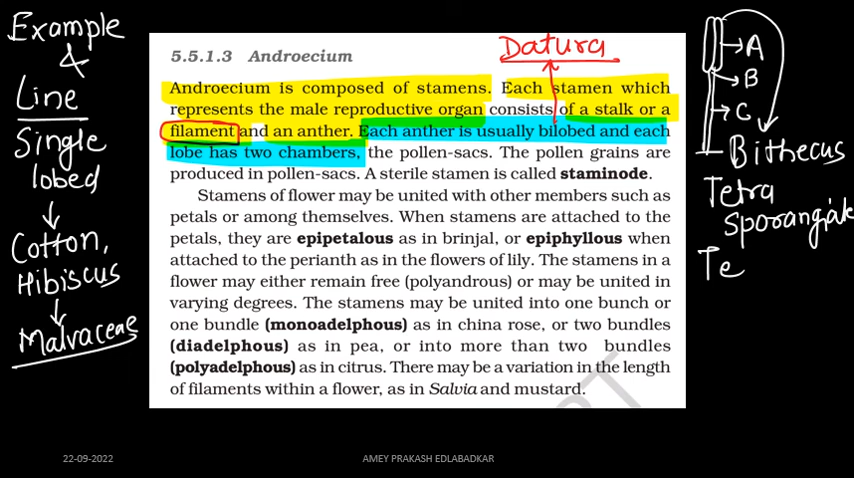 Example
&
Line
Single
lobed
Cotton,
Hibiscus
Malvaceae
5.5.1.3 Androecium
Datura
Androecium is composed of stamens. Each stamen which
represents the male reproductive organ consists of a stalk or a
filament and an anther. Each anther is usually bilobed and each
lobe has two chambers, the pollen-sacs. The pollen grains are
produced in pollen-sacs. A sterile stamen is called staminode.
Stamens of flower may be united with other members such as
petals or among themselves. When stamens are attached to the
petals, they are epipetalous as in brinjal, or epiphyllous when
attached to the perianth as in the flowers of lily. The stamens in a
flower may either remain free (polyandrous) or may be united in
varying degrees. The stamens may be united into one bunch or
one bundle (monoadelphous) as in china rose, or two bundles
(diadelphous) as in pea, or into more than two bundles
(polyadelphous) as in citrus. There may be a variation in the length
of filaments within a flower, as in Salvia and mustard.
A
B
C
Bithecus
Tetra
Te
22-09-2022
AMEY PRAKASH EDLABADKAR